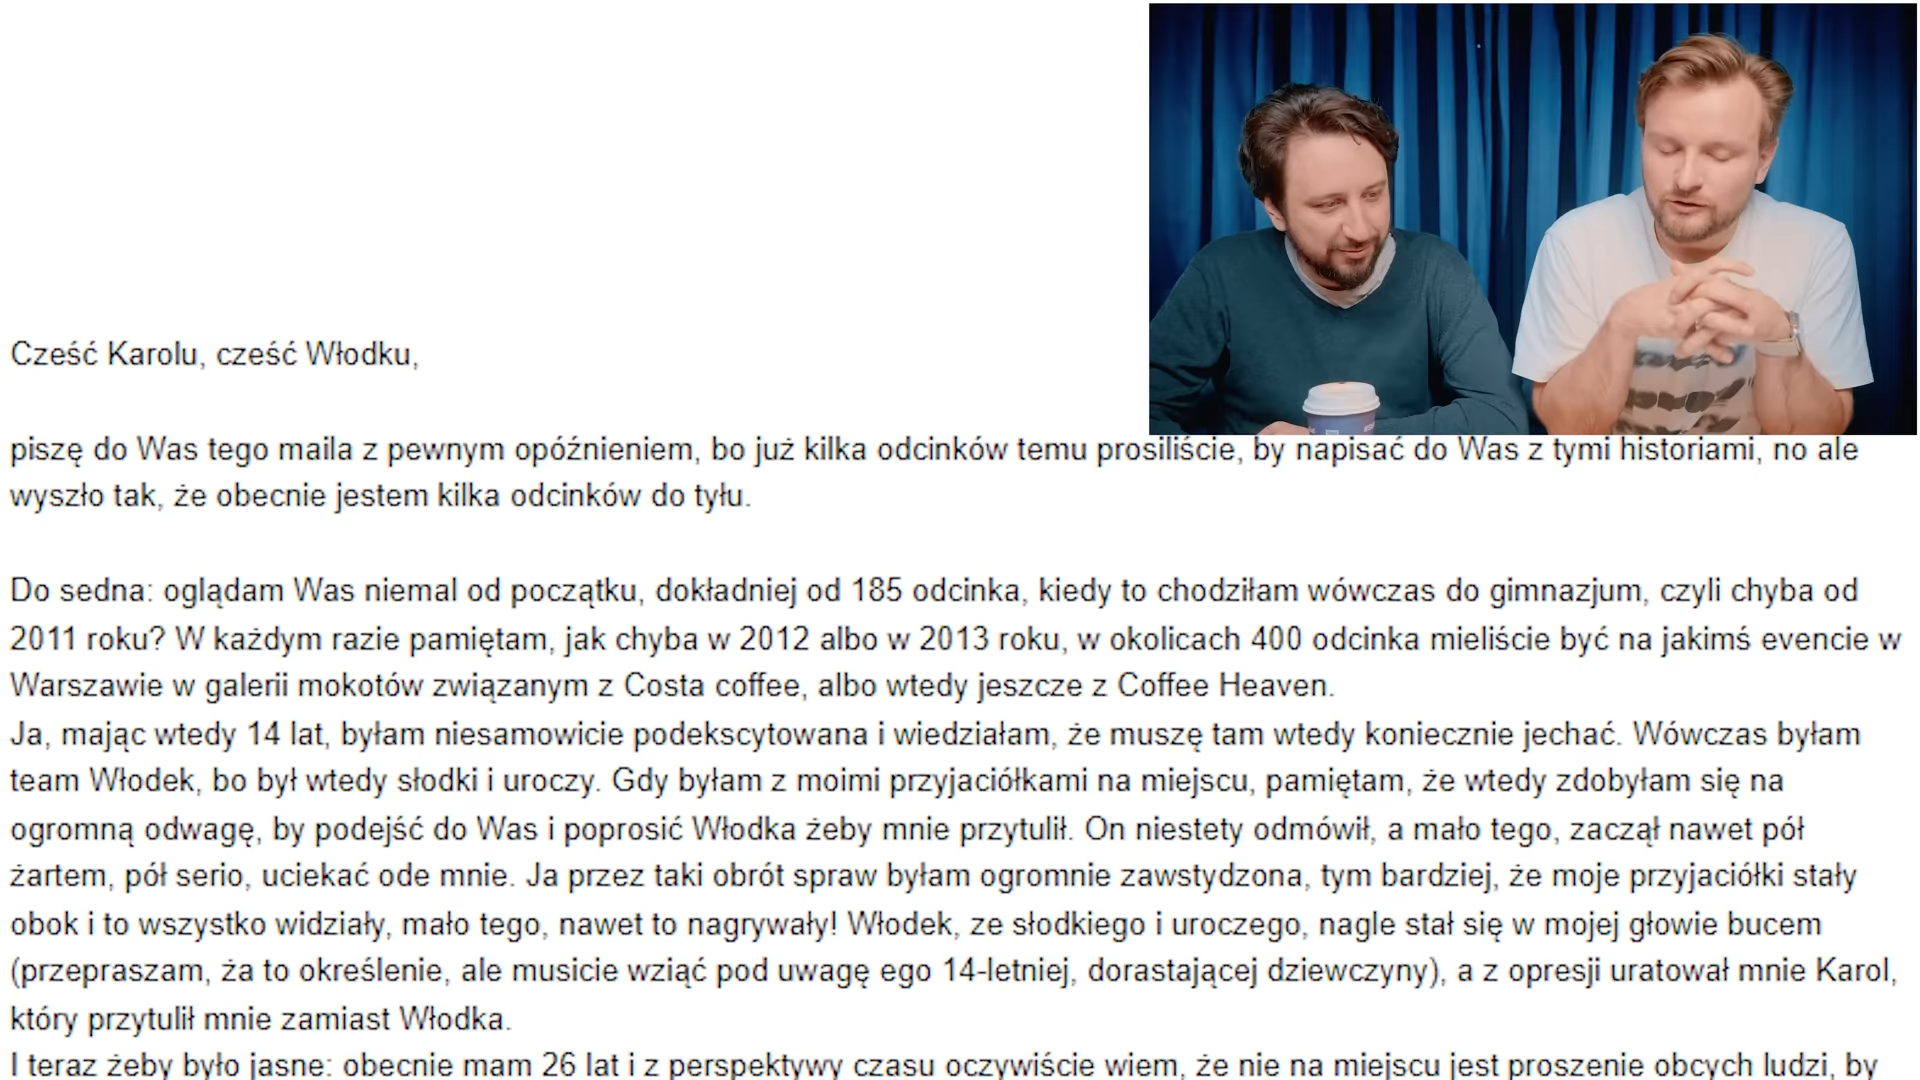 Cześć Karolu, cześć Włodku,
piszę do Was tego maila z pewnym opóźnieniem, bo już kilka odcinków temu prosiliście, by napisać do Was z tymi historiami, no ale
wyszło tak, że obecnie jestem kilka odcinków do tyłu.
Do sedna: oglądam Was niemal od początku, dokładniej od 185 odcinka, kiedy to chodziłam wówczas do gimnazjum, czyli chyba od
2011 roku? W każdym razie pamiętam, jak chyba w 2012 albo w 2013 roku, w okolicach 400 odcinka mieliście być na jakimś evencie w
Warszawie w galerii mokotów związanym z Costa coffee, albo wtedy jeszcze z Coffee Heaven.
Ja, mając wtedy 14 lat, byłam niesamowicie podekscytowana i wiedziałam, że muszę tam wtedy koniecznie jechać. Wówczas byłam
team Włodek, bo był wtedy słodki i uroczy. Gdy byłam z moimi przyjaciółkami na miejscu, pamiętam, że wtedy zdobyłam się na
ogromną odwagę, by podejść do Was i poprosić Włodka żeby mnie przytulił. On niestety odmówił, a mało tego, zaczął nawet pół
żartem, pół serio, uciekać ode mnie. Ja przez taki obrót spraw byłam ogromnie zawstydzona, tym bardziej, że moje przyjaciółki stały
obok i to wszystko widziały, mało tego, nawet to nagrywały! Włodek, ze słodkiego i uroczego, nagle stał się w mojej głowie bucem
(przepraszam, ża to określenie, ale musicie wziąć pod uwagę ego 14-letniej, dorastającej dziewczyny), a z opresji uratował mnie Karol,
który przytulił mnie zamiast Włodka.
I teraz żeby było jasne: obecnie mam 26 lat i z perspektywy czasu oczywiście wiem, że nie na miejscu jest proszenie obcych ludzi, by